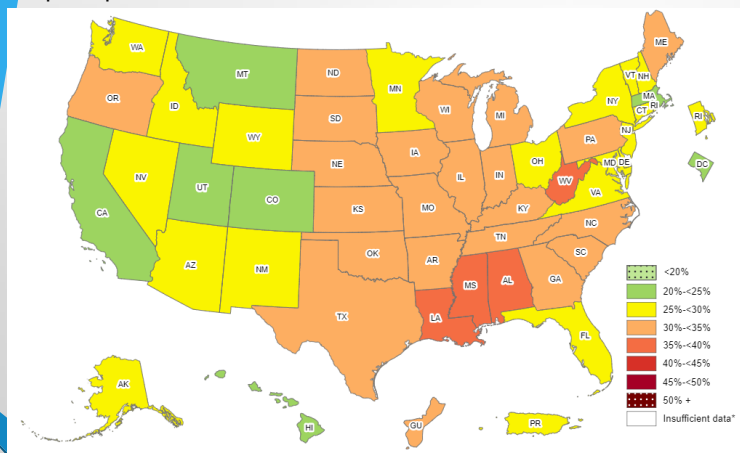 WA
MT
ND
MN
ME
OR
ID
SD
WI
MI
VT
NH
NY
MA
RI
CT
RI
WY
IA
PA
NJ
NE
OH
MD
DE
DC
NV
UT
CO
IL
IN
WV
VA
CA
KS
MO
KY
NC
TN
OK
AR
SC
AZ
NM
MS
AL
GA
TX
LA
FL
AK
HI
GU
PR
<20%
20%-<25%
25%-<30%
30%-<35%
35%-<40%
40%-<45%
45%-<50%
50% +
Insufficient data*